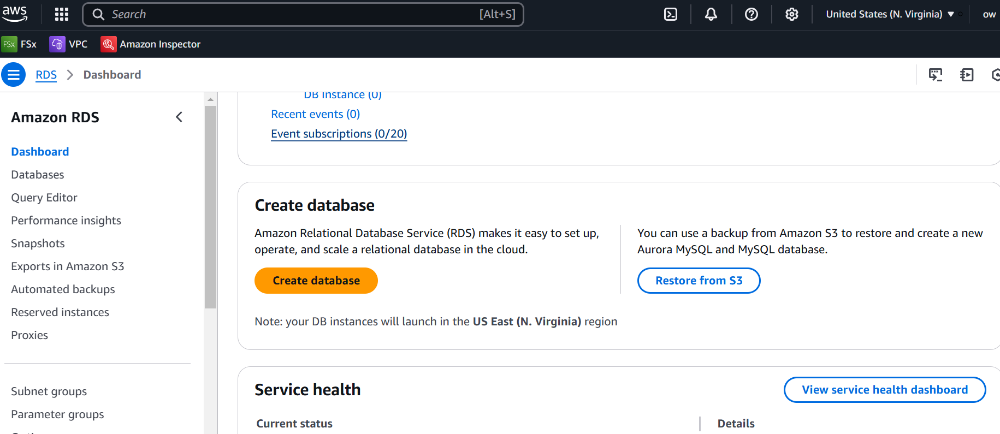 aws
Search [Alt+S]
United States (N. Virginia) ow
FSx FSx VPC Amazon Inspector
RDS Dashboard
Amazon RDS
Dashboard
Databases
Query Editor
Performance insights
Snapshots
Exports in Amazon S3
Automated backups
Reserved instances
Proxies
Subnet groups
Parameter groups
DB Instance (0)
Recent events (0)
Event subscriptions (0/20)
Create database
Amazon Relational Database Service (RDS) makes it easy to set up,
operate, and scale a relational database in the cloud.
Create database
You can use a backup from Amazon S3 to restore and create a new
Aurora MySQL and MySQL database.
Restore from S3
Note: your DB instances will launch in the US East (N. Virginia) region
Service health
View service health dashboard
Current status
Details